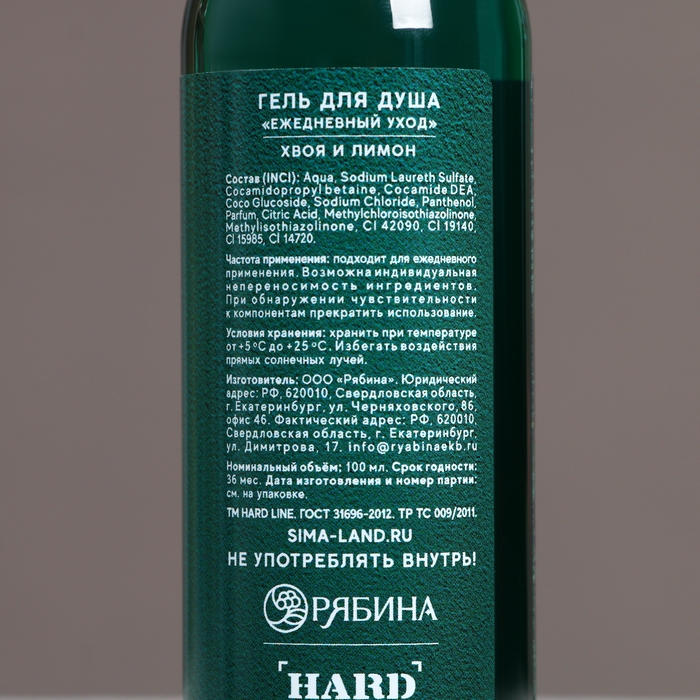 ГЕЛЬ ДЛЯ ДУША
«ЕЖЕДНЕВНЫЙ УХОД»
ХВОЯ И ЛИМОН
Состав (INCI): Aqua, Sodium Laureth Sulfate,
Cocamidopropyl betaine, Cocamide DEA,
Coco Glucoside, Sodium Chloride, Panthenol,
Parfum, Citric Acid, Methylchloroisothiazolinone,
Methylisothiazolinone, CI 42090, CI 19140,
CI 15985, CI 14720.
Частота применения: подходит для ежедневного
применения. Возможна индивидуальная
непереносимость ингредиентов.
При обнаружении чувствительности
к компонентам прекратить использование.
Условия хранения: хранить при температуре
от +5 °C до +25 °C. Избегать воздействия
прямых солнечных лучей.
Изготовитель: ООО «Рябина». Юридический
адрес: РФ, 620010, Свердловская область,
г. Екатеринбург, ул. Черняховского, 86,
офис 46. Фактический адрес: РФ, 620010,
Свердловская область, г. Екатеринбург,
ул. Димитрова, 17. info@ryabinaekb.ru
Номинальный объём: 100 мл. Срок годности:
36 мес. Дата изготовления и номер партии:
см. на упаковке.
TM HARD LINE. ГОСТ 31696-2012. ТР ТС 009/2011.
SIMA-LAND.RU
НЕ УПОТРЕБЛЯТЬ ВНУТРЬ!
РЯБИНА
HARD